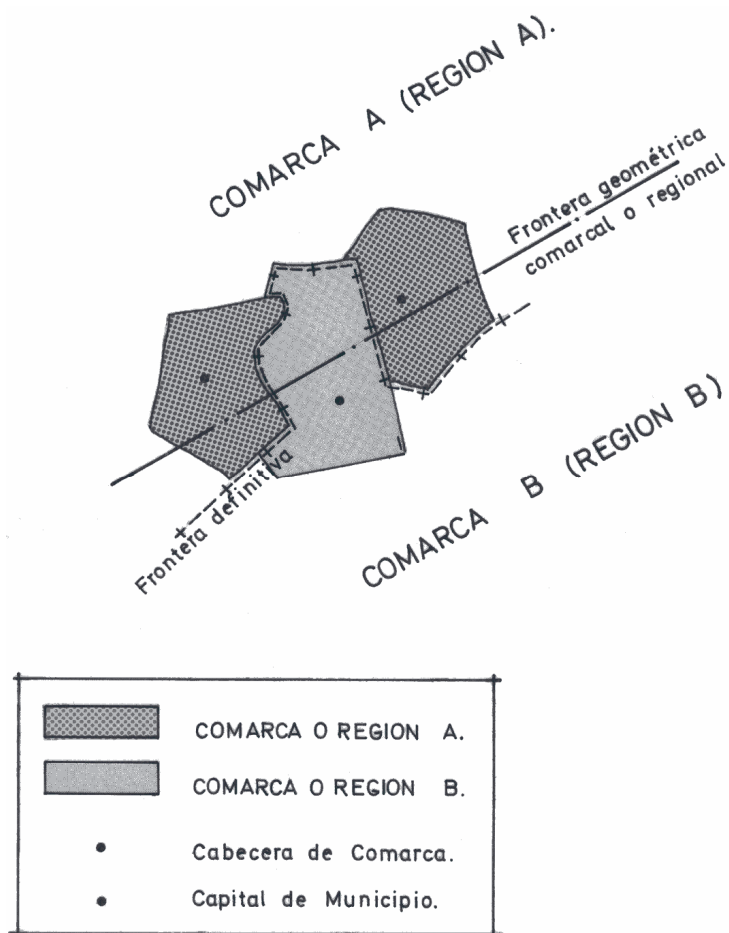 COMARCA A (REGION A).
Frontera geométrica
comarcal o regional
Frontera definitiva
COMARCA B (REGION B)
COMARCA O REGION A.
COMARCA O REGION B.
Cabecera de Comarca.
Capital de Municipio.